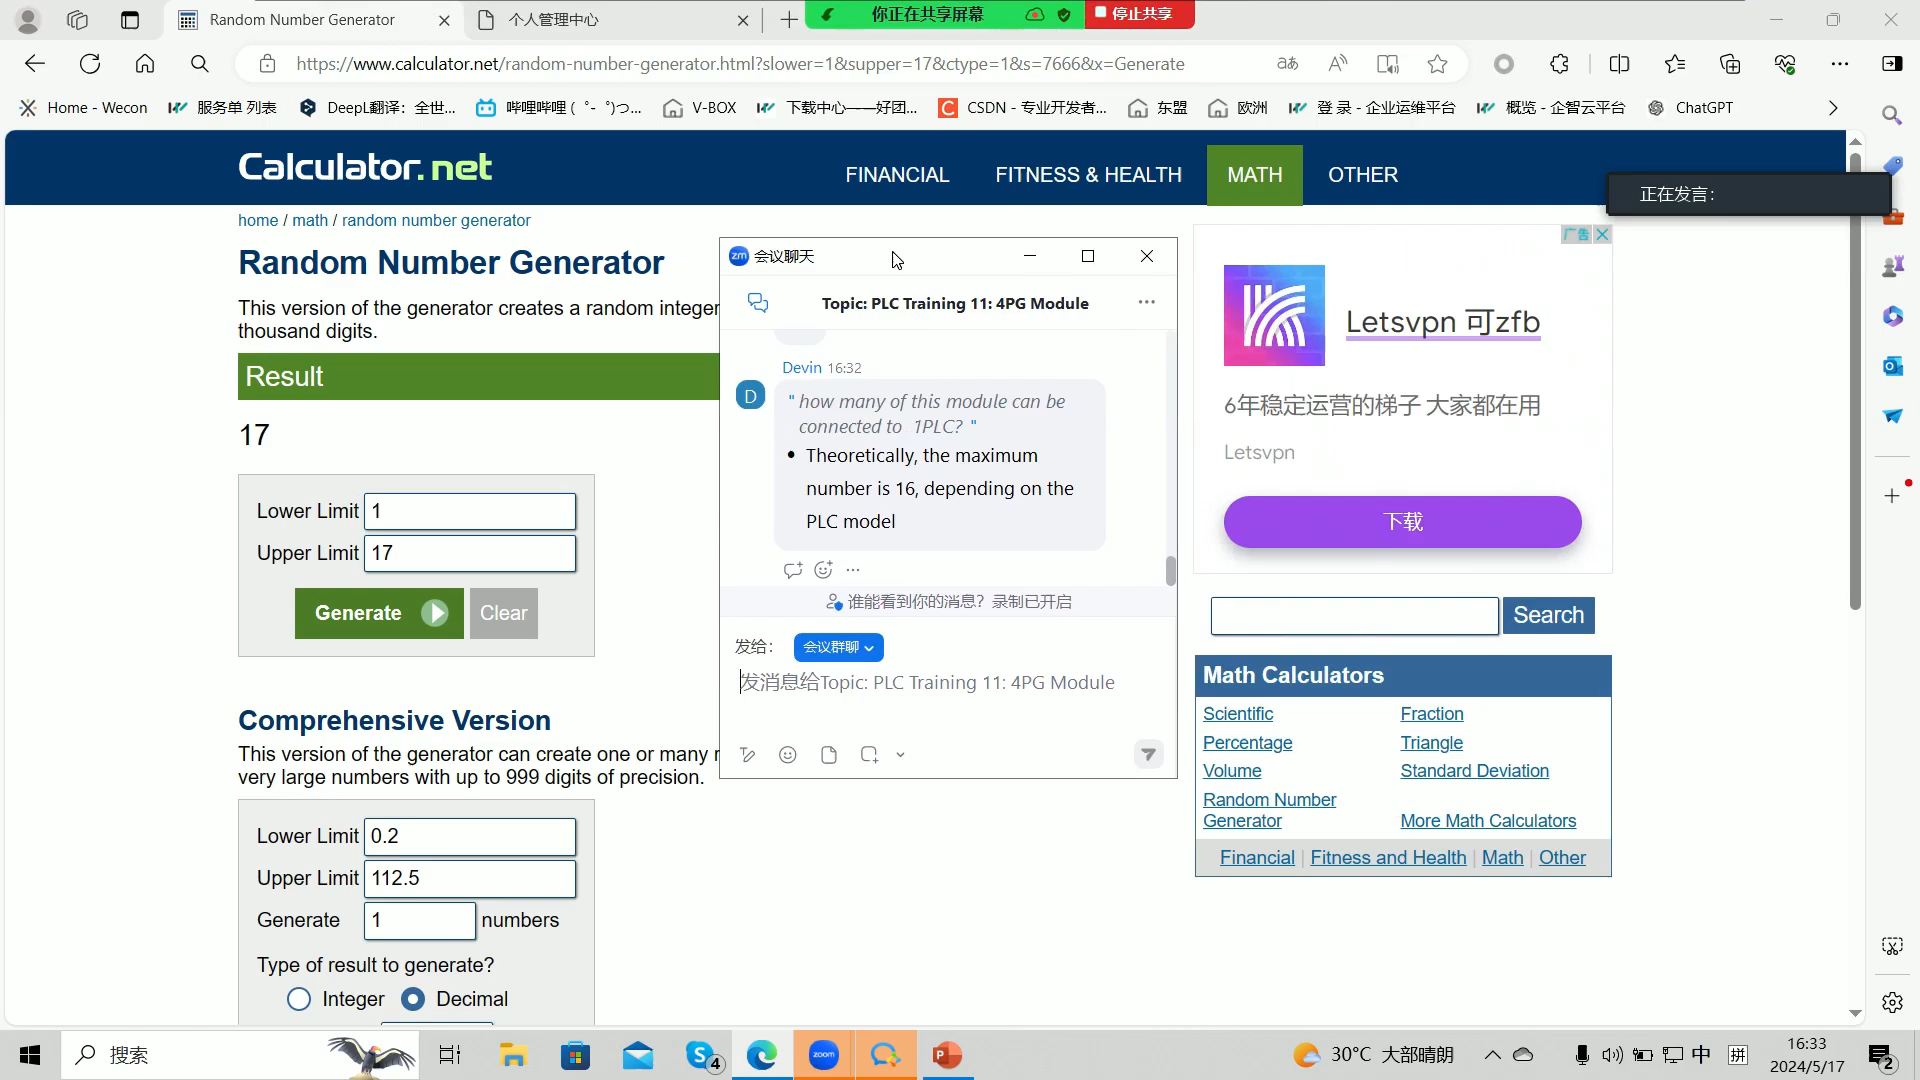 Random Number Generator
个人管理中心
你正在共享屏幕
停止共享
https://www.calculator.net/random-number-generator.html?slower=1&supper=17&ctype=1&s=7666&x=Generate
Home - Wecon
服务单 列表
DeepL翻译：全世...
哔哩哔哩 (゜-゜)つ...
V-BOX
下载中心——好团...
CSDN - 专业开发者...
东盟
欧洲
登 录 - 企业运维平台
概览 - 企智云平台
ChatGPT
Calculator.net
FINANCIAL
FITNESS & HEALTH
MATH
OTHER
正在发言:
home / math / random number generator
Random Number Generator
This version of the generator creates a random integer
thousand digits.
Result
17
Lower Limit 1
Upper Limit 17
Generate
Clear
Comprehensive Version
This version of the generator can create one or many
very large numbers with up to 999 digits of precision.
Lower Limit 0.2
Upper Limit 112.5
Generate 1 numbers
Type of result to generate?
Integer Decimal
zm 会议聊天
Topic: PLC Training 11: 4PG Module
Devin 16:32
D
" how many of this module can be
connected to 1PLC? "
• Theoretically, the maximum
number is 16, depending on the
PLC model
谁能看到你的消息？录制已开启
发给：
会议群聊
发消息给Topic: PLC Training 11: 4PG Module
广告
Letsvpn 可zfb
6年稳定运营的梯子 大家都在用
Letsvpn
下载
Search
Math Calculators
Scientific
Fraction
Percentage
Triangle
Volume
Standard Deviation
Random Number
Generator
More Math Calculators
Financial | Fitness and Health | Math | Other
搜索
4
zoom
30°C 大部晴朗
中
拼
16:33
2024/5/17
2